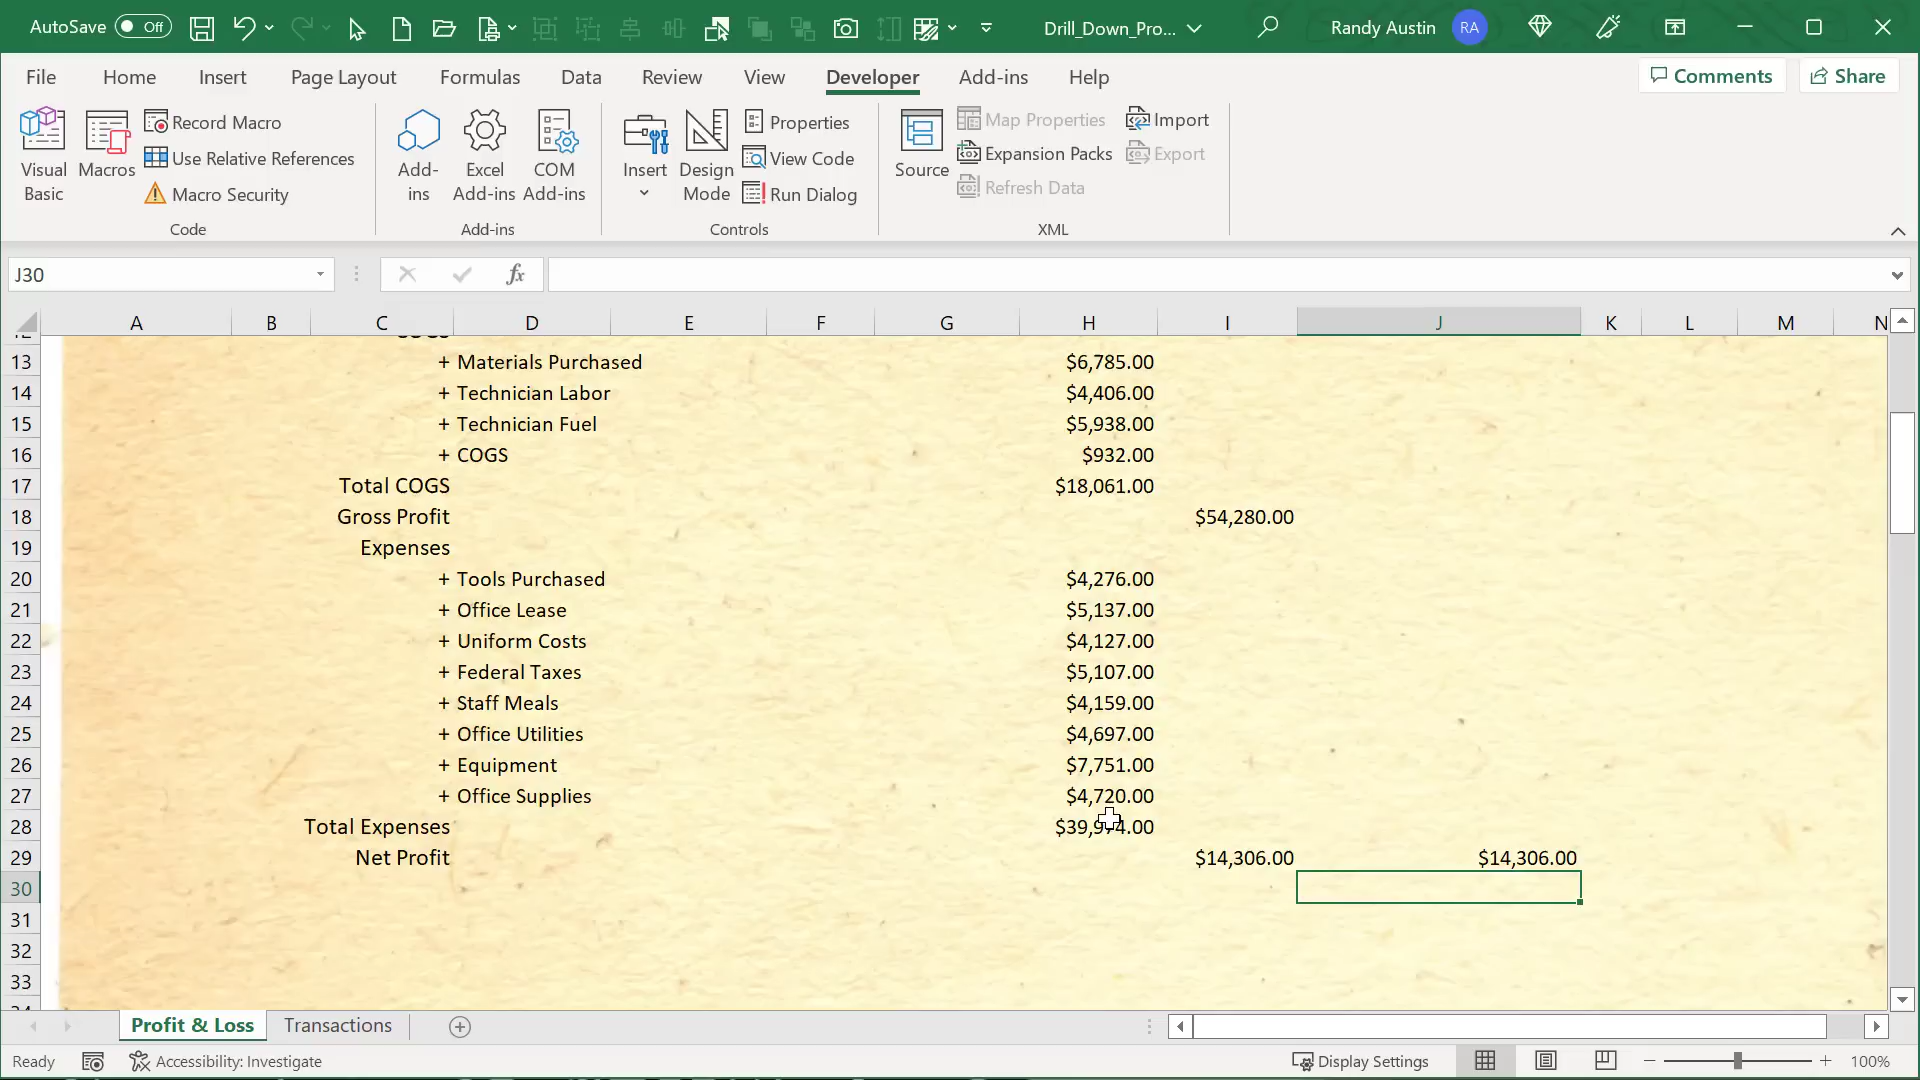 AutoSave Off Drill_Down_Pro... Randy Austin RA
File Home Insert Page Layout Formulas Data Review View Developer Add-ins Help Comments Share
Visual Basic
Macros
Record Macro
Use Relative References
Macro Security
Code
Add-ins
Excel Add-ins
COM Add-ins
Add-ins
Insert
Design Mode
Properties
View Code
Run Dialog
Controls
Source
Map Properties
Expansion Packs
Refresh Data
Import
Export
XML
J30 fx
A B C D E F G H I J K L M N
13 + Materials Purchased $6,785.00
14 + Technician Labor $4,406.00
15 + Technician Fuel $5,938.00
16 + COGS $932.00
17 Total COGS $18,061.00
18 Gross Profit $54,280.00
19 Expenses
20 + Tools Purchased $4,276.00
21 + Office Lease $5,137.00
22 + Uniform Costs $4,127.00
23 + Federal Taxes $5,107.00
24 + Staff Meals $4,159.00
25 + Office Utilities $4,697.00
26 + Equipment $7,751.00
27 + Office Supplies $4,720.00
28 Total Expenses $39,974.00
29 Net Profit $14,306.00 $14,306.00
30
31
32
33
Profit & Loss Transactions
Ready Accessibility: Investigate Display Settings 100%